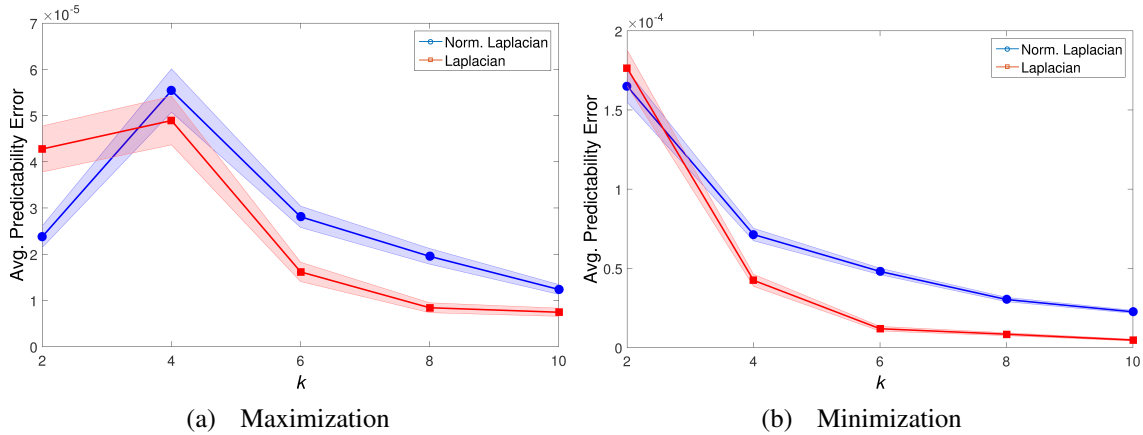 ×10⁻⁵
7
6
5
4
3
2
1
0
Avg. Predictability Error
Norm. Laplacian
Laplacian
2 4 6 8 10
k
(a) Maximization
×10⁻⁴
2
1.5
1
0.5
0
Avg. Predictability Error
Norm. Laplacian
Laplacian
2 4 6 8 10
k
(b) Minimization